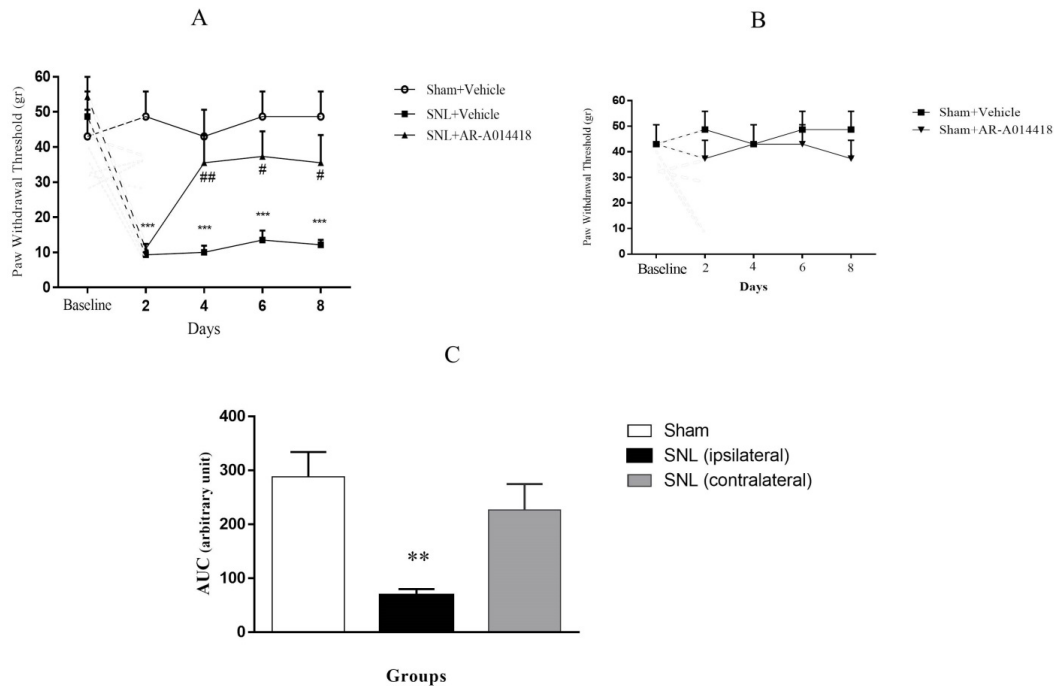 A
Paw Withdrawal Threshold (gr)
60
50
40
30
20
10
0
***
***
***
***
##
#
#
Baseline
2
4
6
8
Days
Sham+Vehicle
SNL+Vehicle
SNL+AR-A014418
B
Paw Withdrawal Threshold (gr)
60
50
40
30
20
10
0
Baseline
2
4
6
8
Days
Sham+Vehicle
Sham+AR-A014418
C
AUC (arbitrary unit)
400
300
200
100
0
**
Groups
Sham
SNL (ipsilateral)
SNL (contralateral)